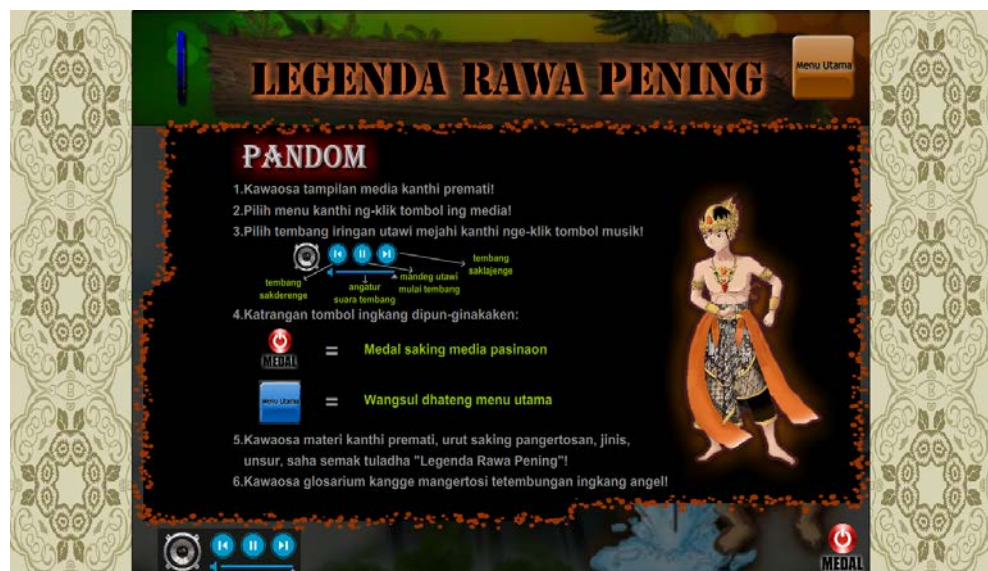 LEGENDA RAWA PENING
Menu Utama
PANDOM
1.Kawaosa tampilan media kanthi premati!
2.Pilih menu kanthi ng-klik tombol ing media!
3.Pilih tembang iringan utawi mejahi kanthi nge-klik tombol musik!
tembang
saklajenge
tembang
sakderenge
angatur
suara tembang
mandeg utawi
mulai tembang
4.Katrangan tombol ingkang dipun-ginakaken:
MEDAL
=
Medal saking media pasinaon
Menu Utama
=
Wangsul dhateng menu utama
5.Kawaosa materi kanthi premati, urut saking pangertosan, jinis,
unsur, saha semak tuladha "Legenda Rawa Pening"!
6.Kawaosa glosarium kangge mangertosi tetembungan ingkang angel!
MEDAL